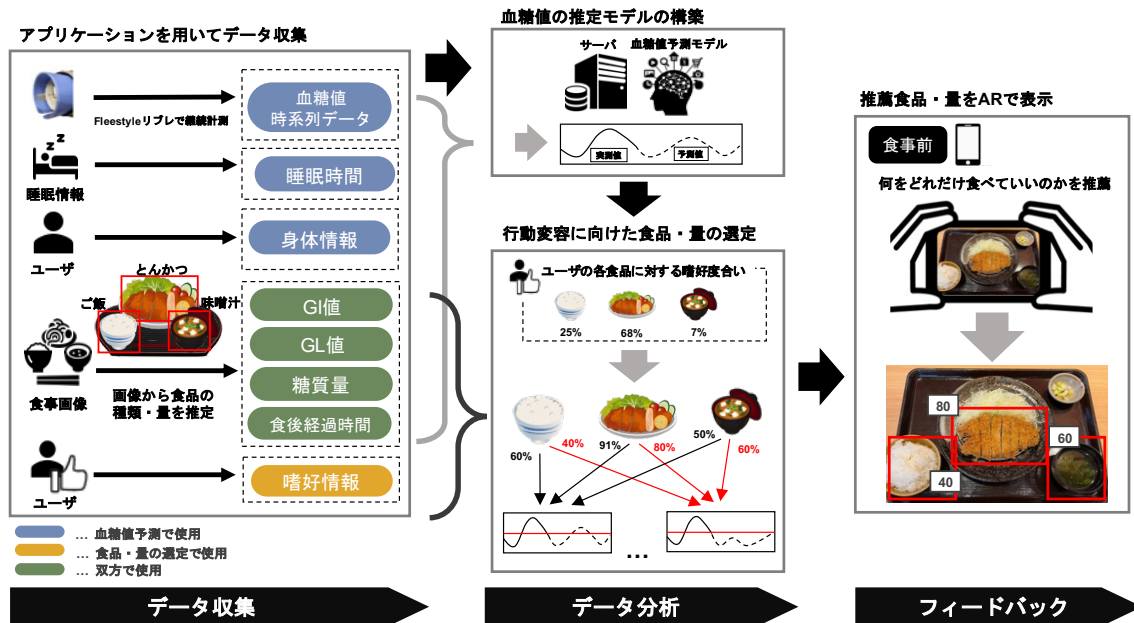 アプリケーションを用いてデータ収集
Fleestyleリブレで継続計測
血糖値
時系列データ
z z
睡眠情報
睡眠時間
ユーザ
身体情報
とんかつ
ご飯
味噌汁
食事画像
画像から食品の
種類・量を推定
GI値
GL値
糖質量
食後経過時間
ユーザ
嗜好情報
… 血糖値予測で使用
… 食品・量の選定で使用
… 双方で使用
データ収集
血糖値の推定モデルの構築
サーバ
血糖値予測モデル
実測値
予測値
行動変容に向けた食品・量の選定
ユーザの各食品に対する嗜好度合い
25%
68%
7%
60%
40%
91%
80%
50%
60%
…
データ分析
推薦食品・量をARで表示
食事前
何をどれだけ食べていいのかを推薦
80
60
40
フィードバック